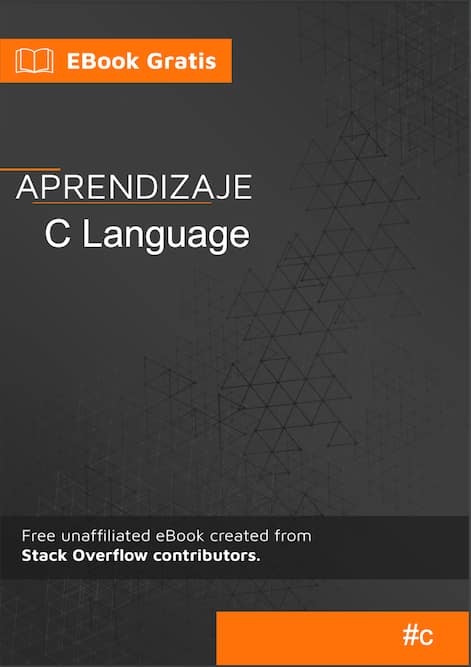 EBook Gratis
APRENDIZAJE
C Language
Free unaffiliated eBook created from
Stack Overflow contributors.
#c